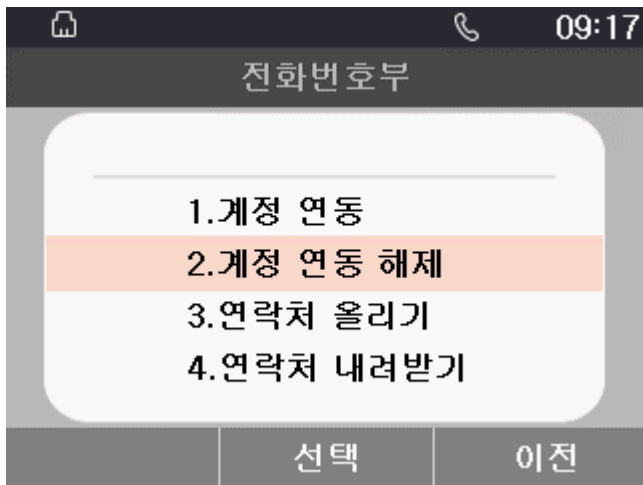 09:17
전화번호부
1.계정 연동
2.계정 연동 해제
3.연락처 올리기
4.연락처 내려받기
선택 이전